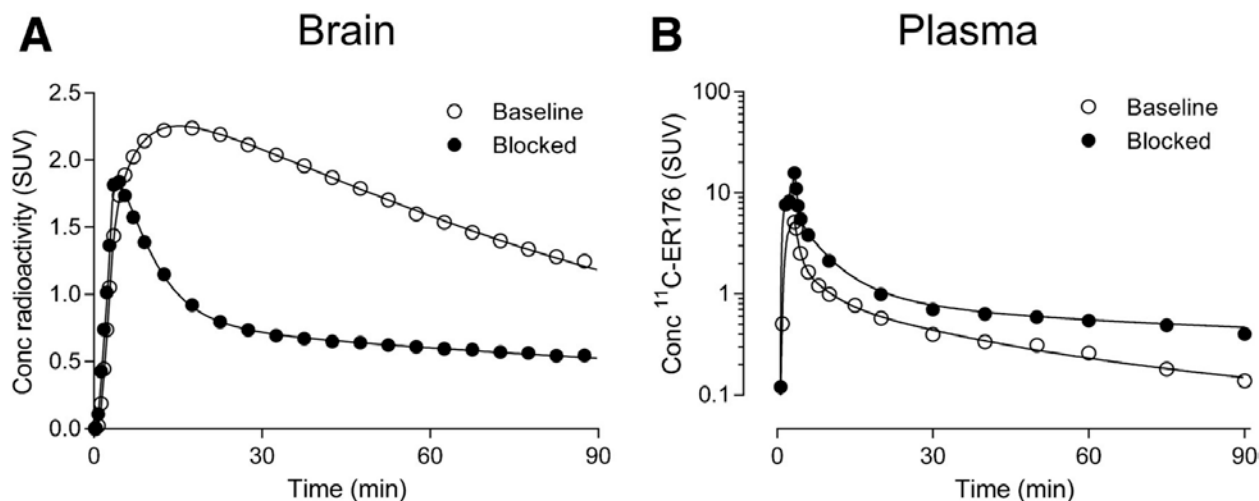 A
Brain
Conc radioactivity (SUV)
2.5
2.0
1.5
1.0
0.5
0.0
0
30
60
90
Time (min)
Baseline
Blocked
B
Plasma
Conc ¹¹C-ER176 (SUV)
100
10
1
0.1
0
30
60
90
Time (min)
Baseline
Blocked